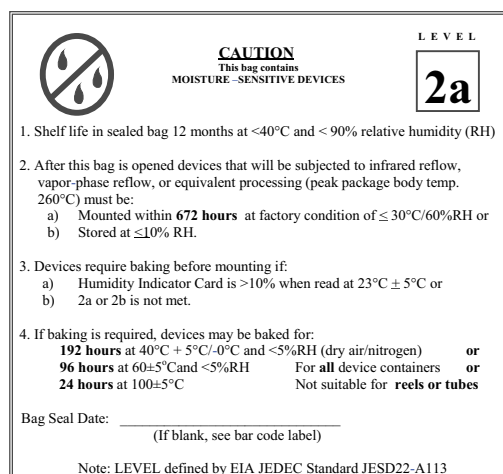 LEVEL
CAUTION
This bag contains
MOISTURE –SENSITIVE DEVICES
2a
1. Shelf life in sealed bag 12 months at <40°C and < 90% relative humidity (RH)
2. After this bag is opened devices that will be subjected to infrared reflow,
vapor-phase reflow, or equivalent processing (peak package body temp.
260°C) must be:
a) Mounted within 672 hours at factory condition of ≤ 30°C/60%RH or
b) Stored at ≤10% RH.
3. Devices require baking before mounting if:
a) Humidity Indicator Card is >10% when read at 23°C ± 5°C or
b) 2a or 2b is not met.
4. If baking is required, devices may be baked for:
192 hours at 40°C + 5°C/-0°C and <5%RH (dry air/nitrogen) or
96 hours at 60±5°Cand <5%RH For all device containers or
24 hours at 100±5°C Not suitable for reels or tubes
Bag Seal Date: ______________________________
(If blank, see bar code label)
Note: LEVEL defined by EIA JEDEC Standard JESD22-A113